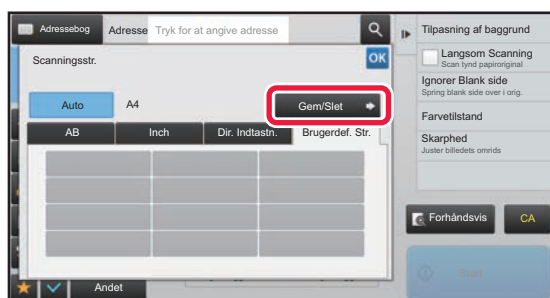 Adressebog Adresse Tryk for at angive adresse
Scanningsstr. OK
Auto A4 Gem/Slet
AB Inch Dir. Indtastn. Brugerdef. Str.
Andet
Tilpasning af baggrund
Langsom Scanning
Scan tynd papiroriginal
Ignorer Blank side
Spring blank side over i orig.
Farvetilstand
Skarphed
Juster billedets omrids
Forhåndsvis CA
Start